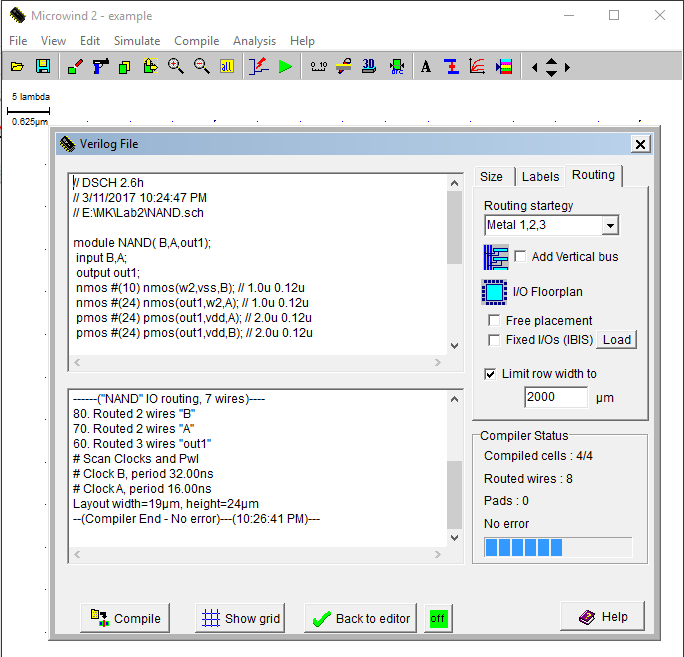 Microwind 2 - example
File View Edit Simulate Compile Analysis Help
all 0..10 3D DRC A
5 lambda
0.625µm
Verilog File
// DSCH 2.6h
// 3/11/2017 10:24:47 PM
// E:\MK\Lab2\NAND.sch
module NAND( B,A,out1);
input B,A;
output out1;
nmos #(10) nmos(w2,vss,B); // 1.0u 0.12u
nmos #(24) nmos(out1,w2,A); // 1.0u 0.12u
pmos #(24) pmos(out1,vdd,A); // 2.0u 0.12u
pmos #(24) pmos(out1,vdd,B); // 2.0u 0.12u
------("NAND" IO routing, 7 wires)----
80. Routed 2 wires "B"
70. Routed 2 wires "A"
60. Routed 3 wires "out1"
# Scan Clocks and Pwl
# Clock B, period 32.00ns
# Clock A, period 16.00ns
Layout width=19µm, height=24µm
--(Compiler End - No error)---(10:26:41 PM)---
Size Labels Routing
Routing startegy
Metal 1,2,3
Add Vertical bus
I/O Floorplan
Free placement
Fixed I/Os (IBIS) Load
Limit row width to
2000 µm
Compiler Status
Compiled cells : 4/4
Routed wires : 8
Pads : 0
No error
Compile Show grid Back to editor off Help